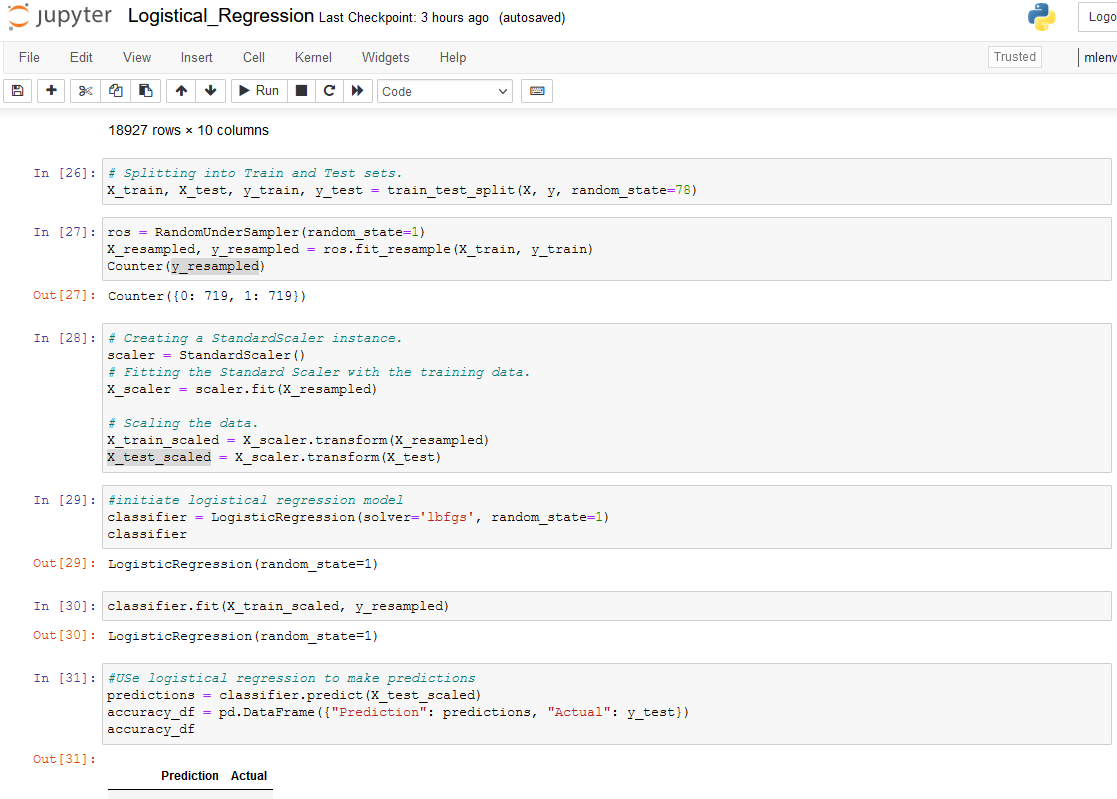 jupyter Logistical_Regression Last Checkpoint: 3 hours ago (autosaved)
Logo
File Edit View Insert Cell Kernel Widgets Help
Trusted
mlenv
Run
Code
18927 rows × 10 columns
In [26]: # Splitting into Train and Test sets.
X_train, X_test, y_train, y_test = train_test_split(X, y, random_state=78)
In [27]: ros = RandomUnderSampler(random_state=1)
X_resampled, y_resampled = ros.fit_resample(X_train, y_train)
Counter(y_resampled)
Out[27]: Counter({0: 719, 1: 719})
In [28]: # Creating a StandardScaler instance.
scaler = StandardScaler()
# Fitting the Standard Scaler with the training data.
X_scaler = scaler.fit(X_resampled)
# Scaling the data.
X_train_scaled = X_scaler.transform(X_resampled)
X_test_scaled = X_scaler.transform(X_test)
In [29]: #initiate logistical regression model
classifier = LogisticRegression(solver='lbfgs', random_state=1)
classifier
Out[29]: LogisticRegression(random_state=1)
In [30]: classifier.fit(X_train_scaled, y_resampled)
Out[30]: LogisticRegression(random_state=1)
In [31]: #USe logistical regression to make predictions
predictions = classifier.predict(X_test_scaled)
accuracy_df = pd.DataFrame({"Prediction": predictions, "Actual": y_test})
accuracy_df
Out[31]:
Prediction Actual